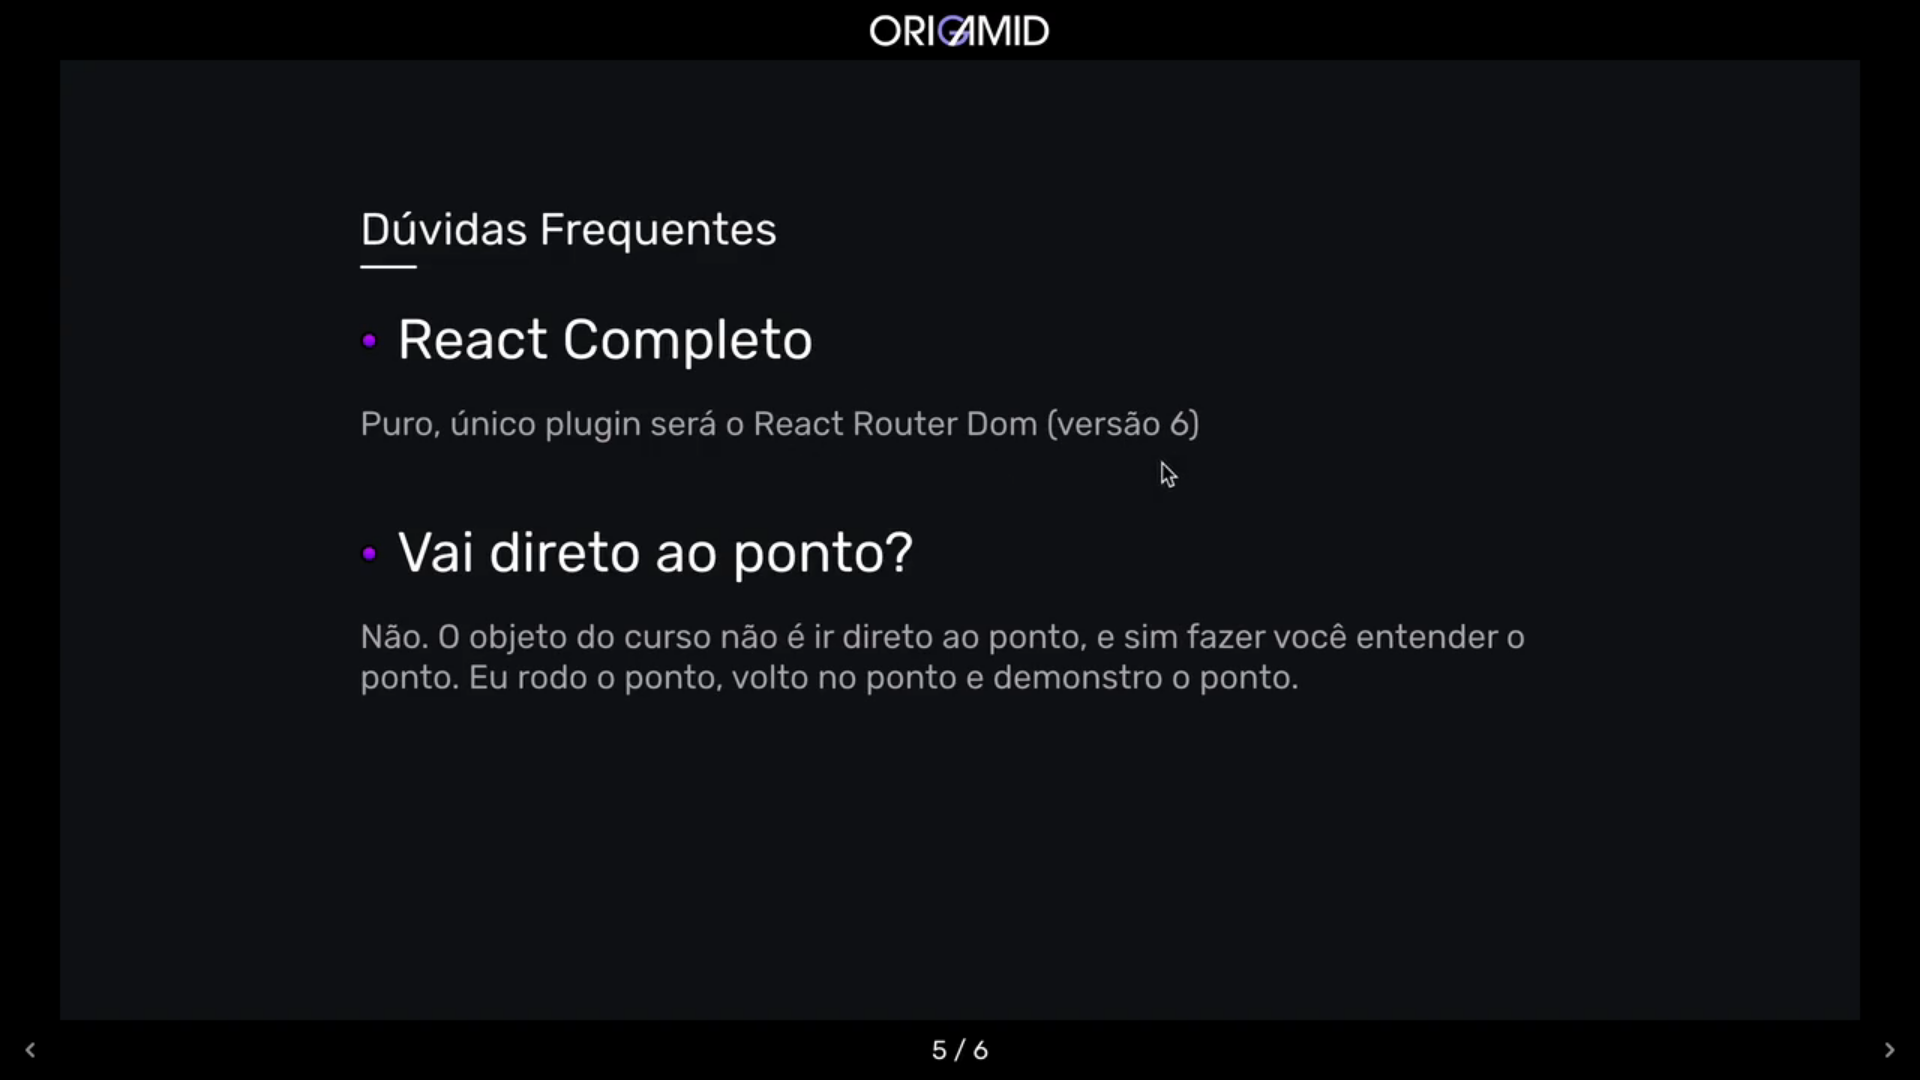 ORIGAMID
Dúvidas Frequentes
• React Completo
Puro, único plugin será o React Router Dom (versão 6)
• Vai direto ao ponto?
Não. O objeto do curso não é ir direto ao ponto, e sim fazer você entender o
ponto. Eu rodo o ponto, volto no ponto e demonstro o ponto.
5 / 6